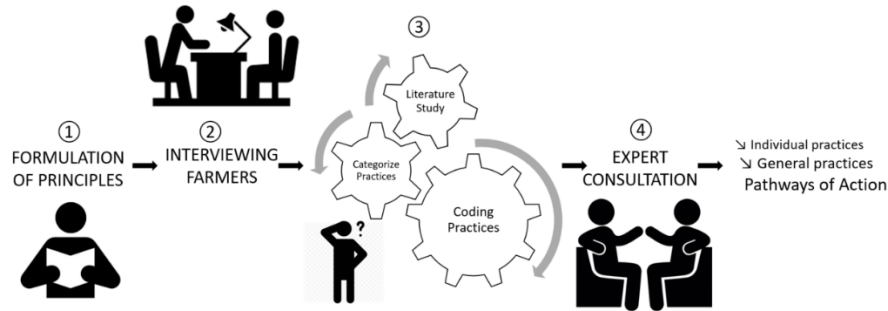 ①
FORMULATION
OF PRINCIPLES
②
INTERVIEWING
FARMERS
③
Literature
Study
Categorize
Practices
?
Coding
Practices
④
EXPERT
CONSULTATION
↘ Individual practices
↘ General practices
Pathways of Action